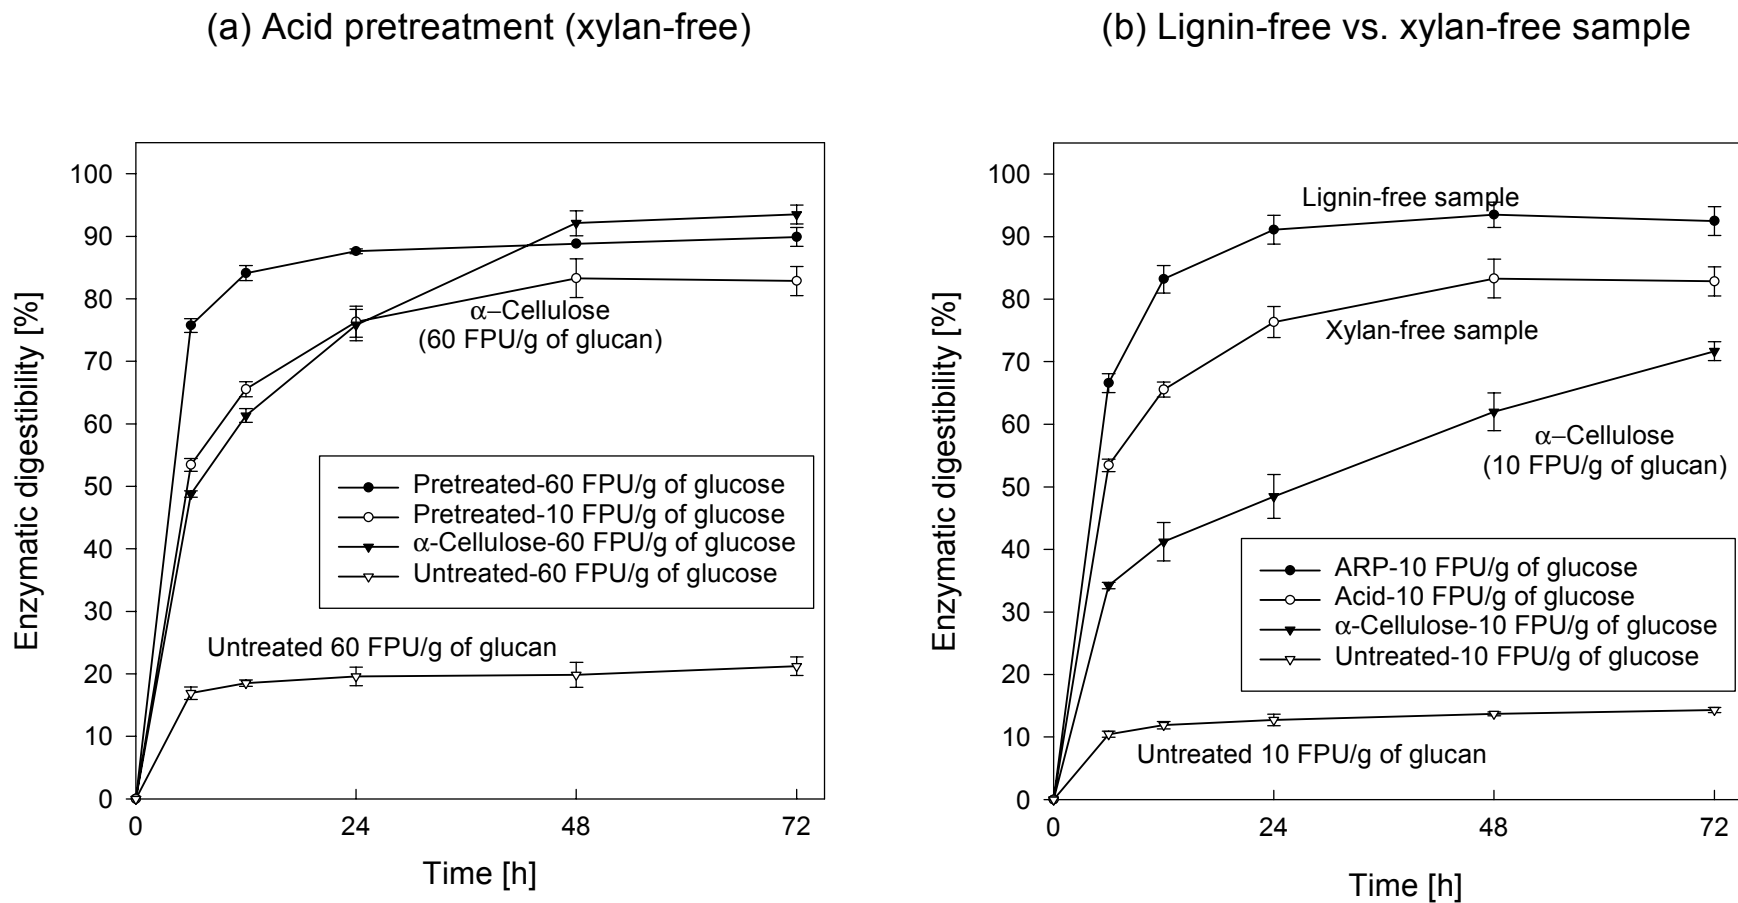 (a) Acid pretreatment (xylan-free)
Enzymatic digestibility [%]
100
90
80
70
60
50
40
30
20
10
0
α–Cellulose
(60 FPU/g of glucan)
Pretreated-60 FPU/g of glucose
Pretreated-10 FPU/g of glucose
α-Cellulose-60 FPU/g of glucose
Untreated-60 FPU/g of glucose
Untreated 60 FPU/g of glucan
0 24 48 72
Time [h]
(b) Lignin-free vs. xylan-free sample
Enzymatic digestibility [%]
100
90
80
70
60
50
40
30
20
10
0
Lignin-free sample
Xylan-free sample
α–Cellulose
(10 FPU/g of glucan)
ARP-10 FPU/g of glucose
Acid-10 FPU/g of glucose
α-Cellulose-10 FPU/g of glucose
Untreated-10 FPU/g of glucose
Untreated 10 FPU/g of glucan
0 24 48 72
Time [h]